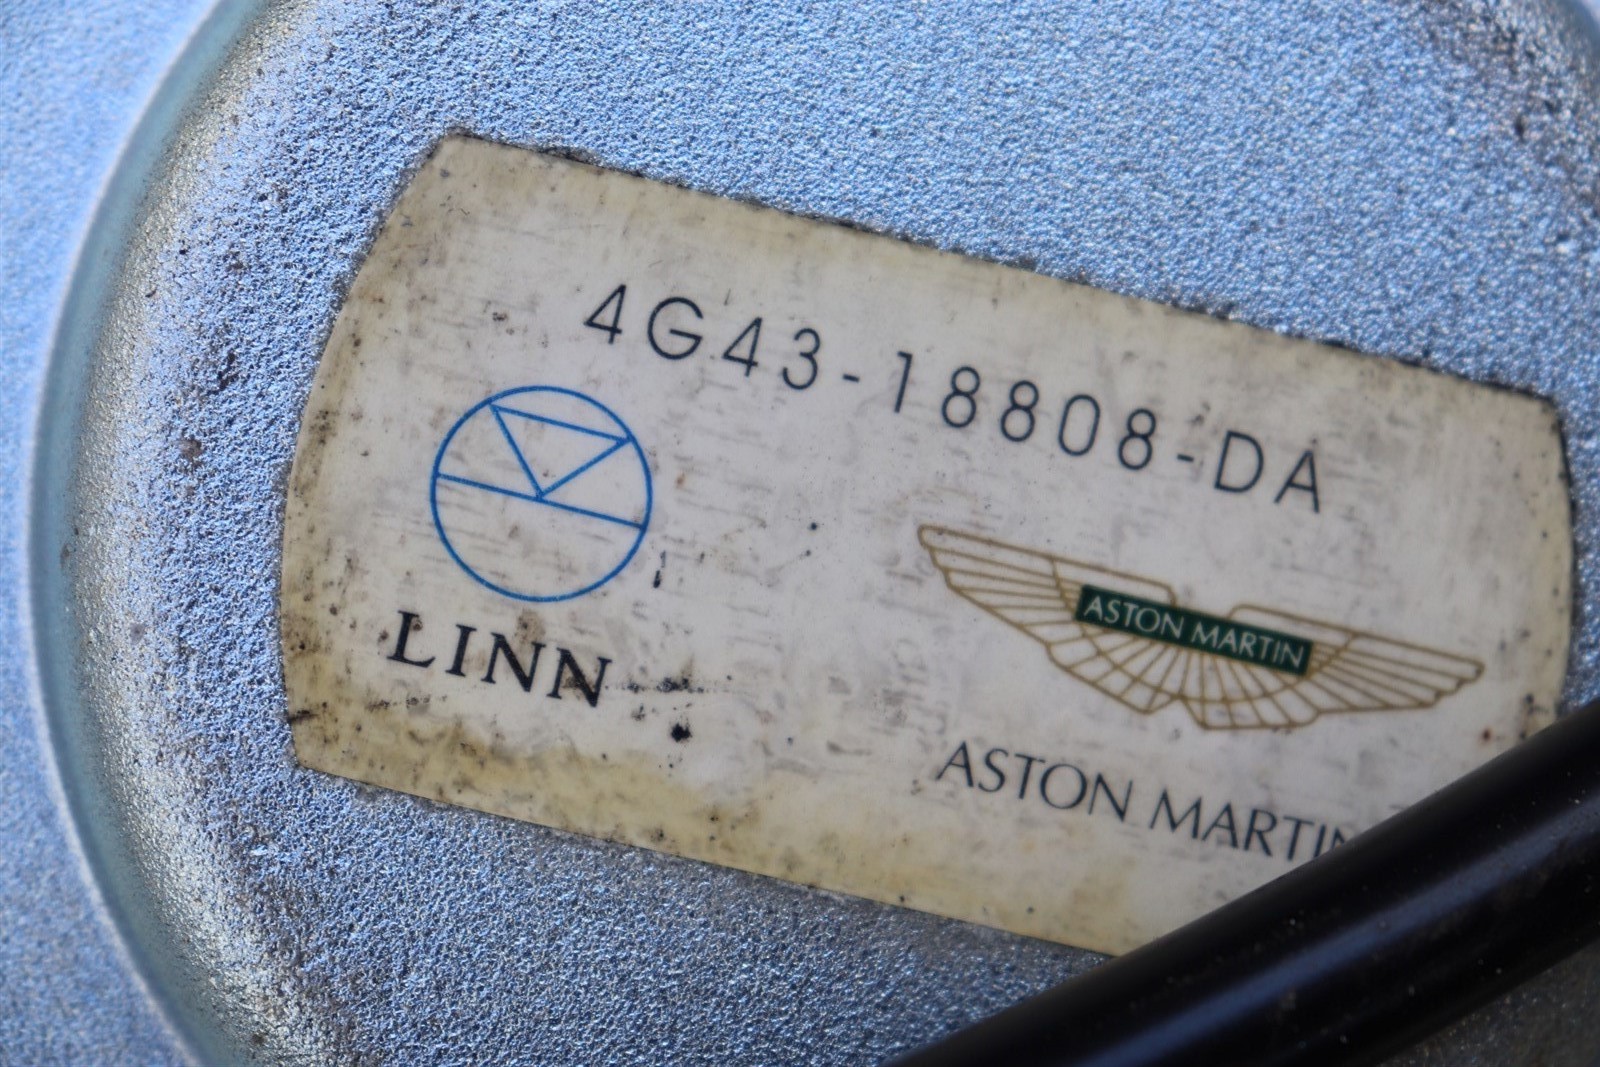 4G43-18808-DA
LINN
ASTON MARTIN
ASTON MARTIN